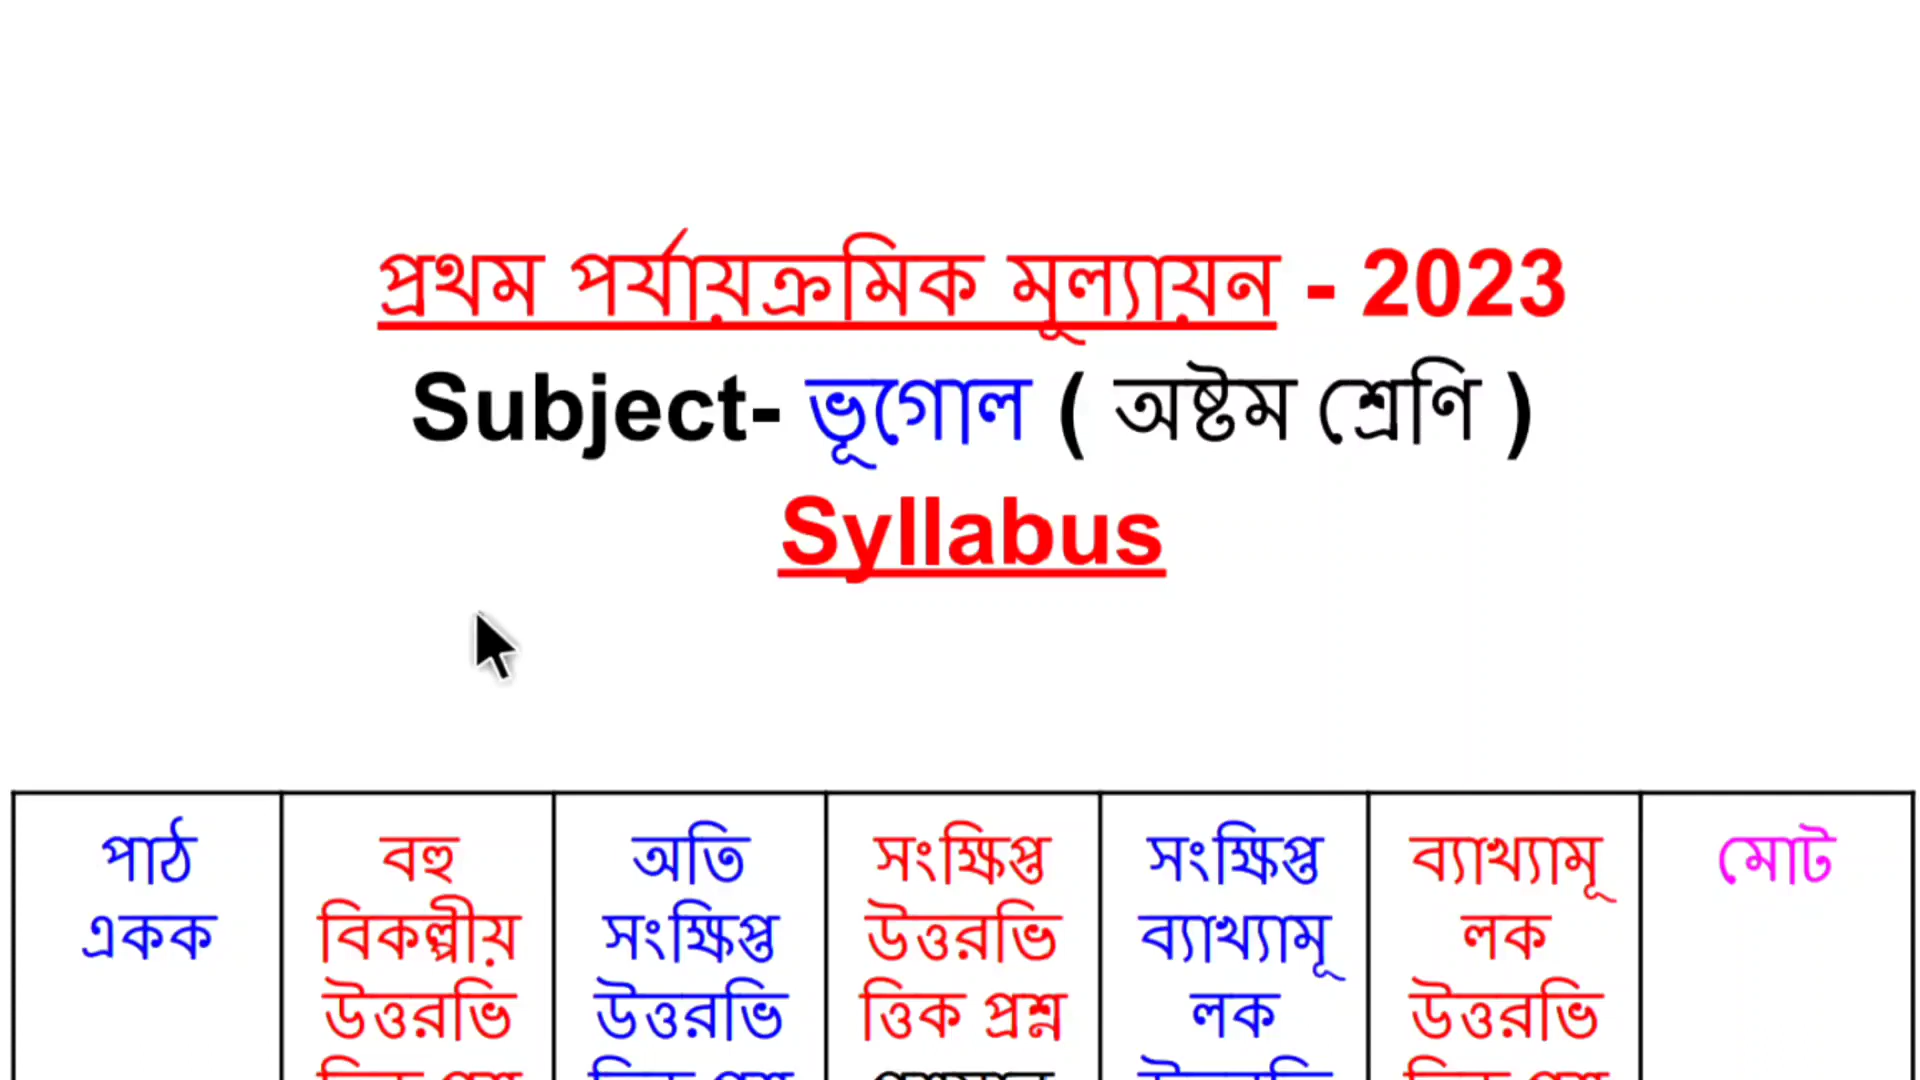 প্রথম পর্যায়ক্রমিক মূল্যায়ন - 2023
Subject- ভূগোল ( অষ্টম শ্রেণি )
Syllabus
পাঠ
একক
বহু
বিকল্পীয়
উত্তরভি
অতি
সংক্ষিপ্ত
উত্তরভি
সংক্ষিপ্ত
উত্তরভি
ত্তিক প্রশ্ন
সংক্ষিপ্ত
ব্যাখ্যামূ
লক
ব্যাখ্যামূ
লক
উত্তরভি
মোট